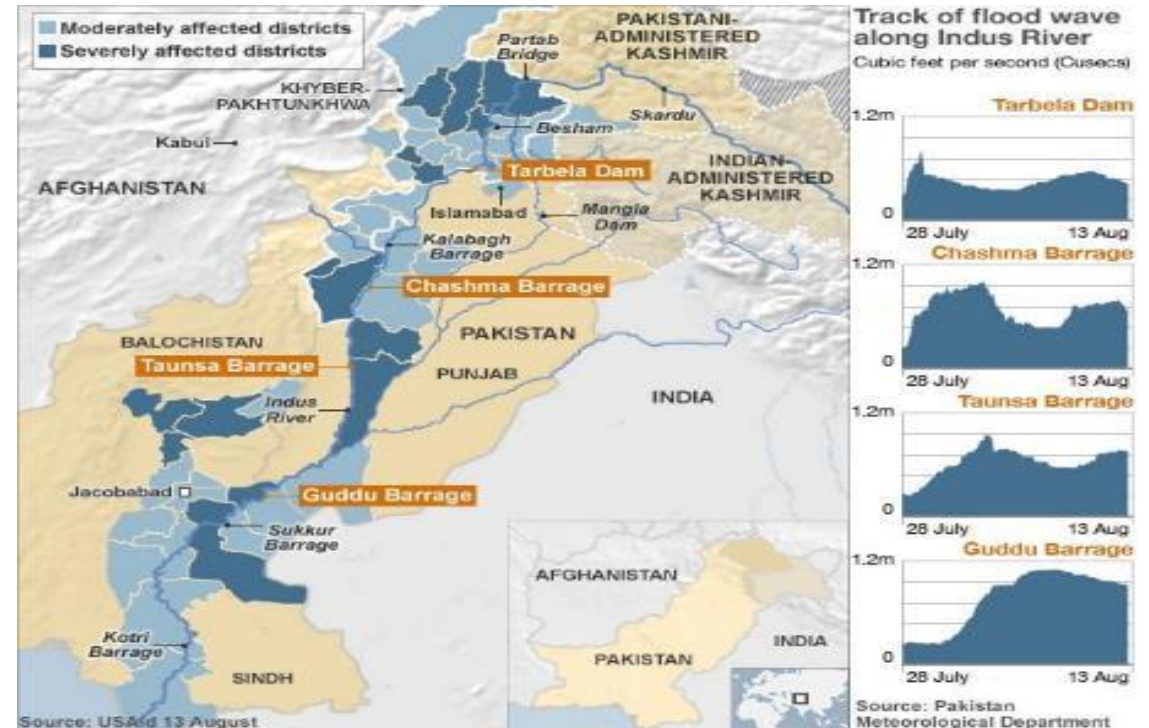 Moderately affected districts
Severely affected districts
PAKISTANI-
ADMINISTERED
KASHMIR
Partab
Bridge
KHYBER-
PAKHTUNKHWA
Skardu
Besham
Kabul
Tarbela Dam
INDIAN-
ADMINISTERED
KASHMIR
AFGHANISTAN
Islamabad
Mangla
Dam
Kalabagh
Barrage
Chashma Barrage
BALOCHISTAN
PAKISTAN
Taunsa Barrage
PUNJAB
Indus
River
INDIA
Jacobabad
Guddu Barrage
Sukkur
Barrage
Kotri
Barrage
SINDH
AFGHANISTAN
INDIA
PAKISTAN
Source: USAid 13 August
Track of flood wave
along Indus River
Cubic feet per second (Cusecs)
Tarbela Dam
1.2m
0
28 July 13 Aug
Chashma Barrage
1.2m
0
28 July 13 Aug
Taunsa Barrage
1.2m
0
28 July 13 Aug
Guddu Barrage
1.2m
0
28 July 13 Aug
Source: Pakistan
Meteorological Department